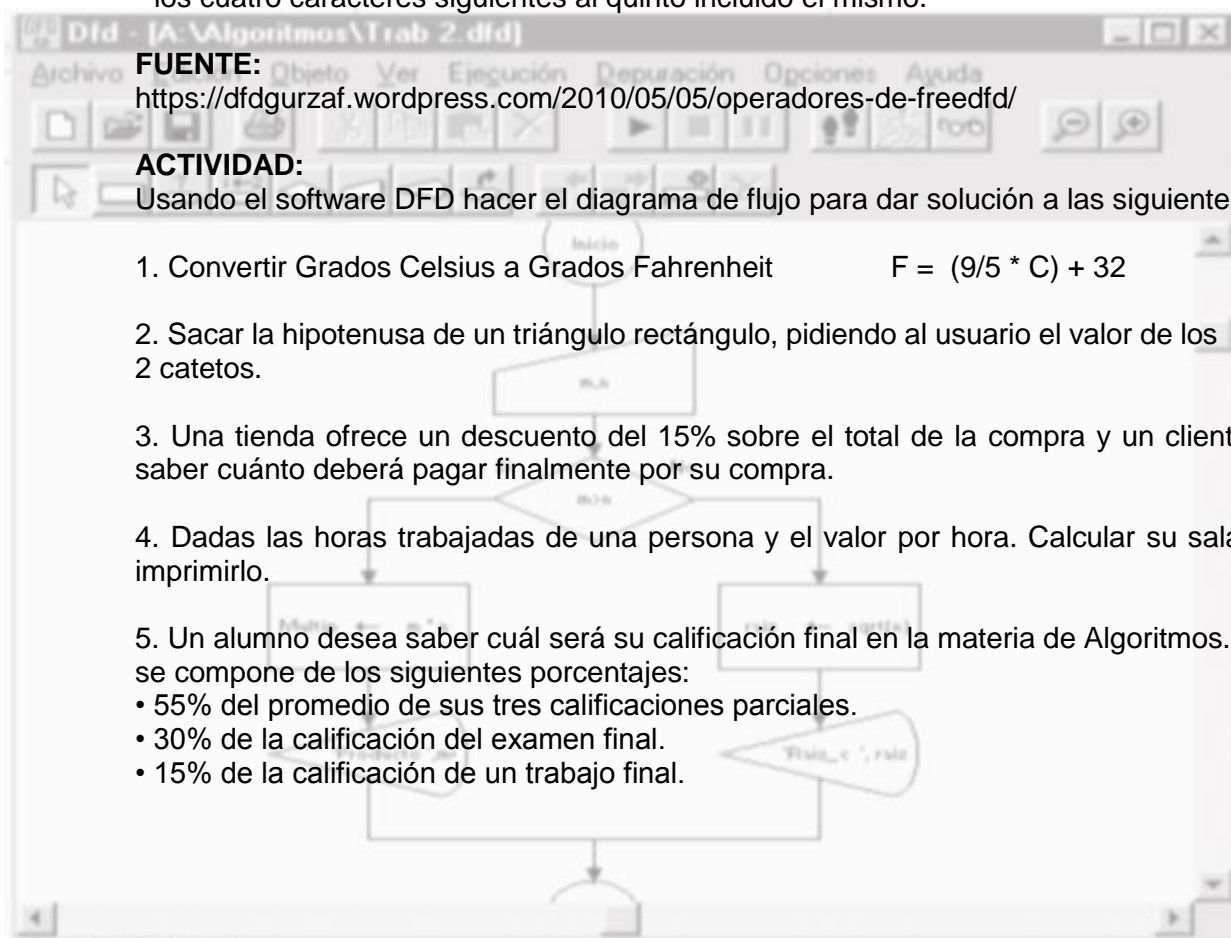 los cuatro caracteres siguientes al quinto incluido el mismo.
Dfd - [A:\Algoritmos\Trab 2.dfd]
FUENTE:
Archivo Edición Objeto Ver Ejecución Depuración Opciones Ayuda
https://dfdgurzaf.wordpress.com/2010/05/05/operadores-de-freedfd/
ACTIVIDAD:
Usando el software DFD hacer el diagrama de flujo para dar solución a las siguiente
Inicio
1. Convertir Grados Celsius a Grados Fahrenheit F = (9/5 * C) + 32
2. Sacar la hipotenusa de un triángulo rectángulo, pidiendo al usuario el valor de los
2 catetos.
m,n
3. Una tienda ofrece un descuento del 15% sobre el total de la compra y un client
saber cuánto deberá pagar finalmente por su compra.
m>n
4. Dadas las horas trabajadas de una persona y el valor por hora. Calcular su sala
imprimirlo.
5. Un alumno desea saber cuál será su calificación final en la materia de Algoritmos.
se compone de los siguientes porcentajes:
• 55% del promedio de sus tres calificaciones parciales.
• 30% de la calificación del examen final.
• 15% de la calificación de un trabajo final.